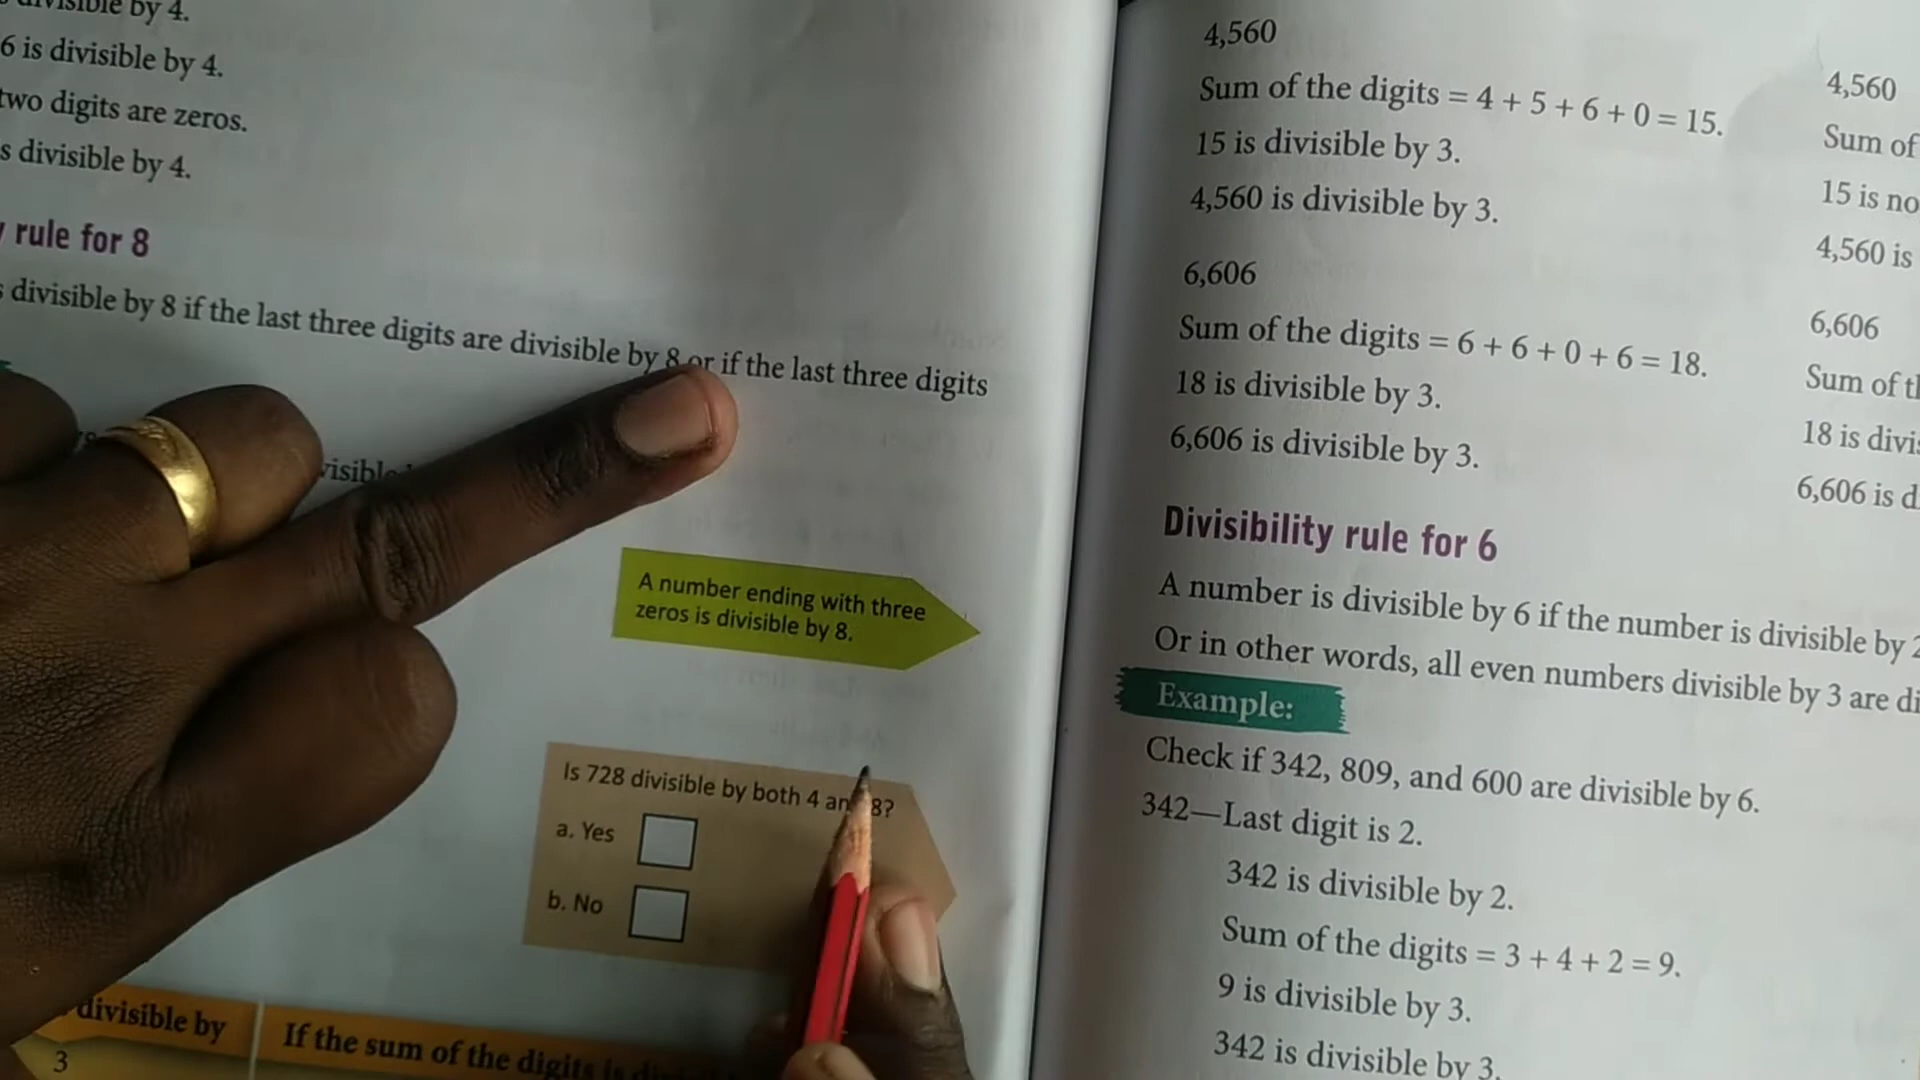 divisible by 4.
6 is divisible by 4.
two digits are zeros.
s divisible by 4.
rule for 8
s divisible by 8 if the last three digits are divisible by 8 or if the last three digits
A number ending with three
zeros is divisible by 8.
Is 728 divisible by both 4 an 8?
a. Yes
b. No
divisible by
If the sum of the digits is
3
4,560
Sum of the digits = 4 + 5 + 6 + 0 = 15.
15 is divisible by 3.
4,560 is divisible by 3.
6,606
Sum of the digits = 6 + 6 + 0 + 6 = 18.
18 is divisible by 3.
6,606 is divisible by 3.
4,560
Sum of
15 is no
4,560 is
6,606
Sum of th
18 is divis
6,606 is d
Divisibility rule for 6
A number is divisible by 6 if the number is divisible by 2
Or in other words, all even numbers divisible by 3 are di
Example:
Check if 342, 809, and 600 are divisible by 6.
342—Last digit is 2.
342 is divisible by 2.
Sum of the digits = 3 + 4 + 2 = 9.
9 is divisible by 3.
342 is divisible by 3.